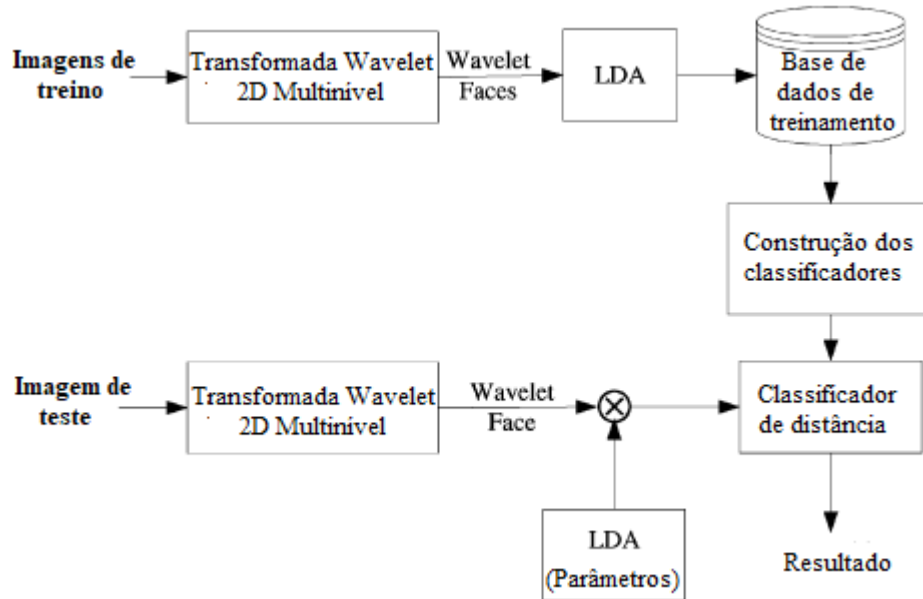 Imagens de
treino
Transformada Wavelet
2D Multinível
Wavelet
Faces
LDA
Base de
dados de
treinamento
Construção dos
classificadores
Imagem de
teste
Transformada Wavelet
2D Multinível
Wavelet
Face
Classificador
de distância
LDA
(Parâmetros)
Resultado